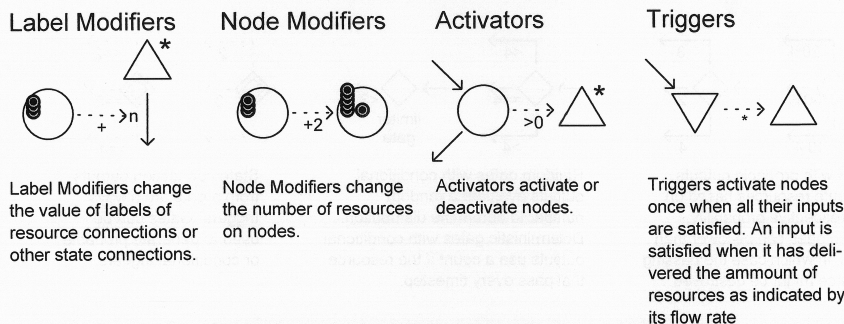 Label Modifiers
*
n
+
Label Modifiers change
the value of labels of
resource connections or
other state connections.
Node Modifiers
+2
Node Modifiers change
the number of resources
on nodes.
Activators
*
>0
Activators activate or
deactivate nodes.
Triggers
*
Triggers activate nodes
once when all their inputs
are satisfied. An input is
satisfied when it has deli-
vered the ammount of
resources as indicated by
its flow rate